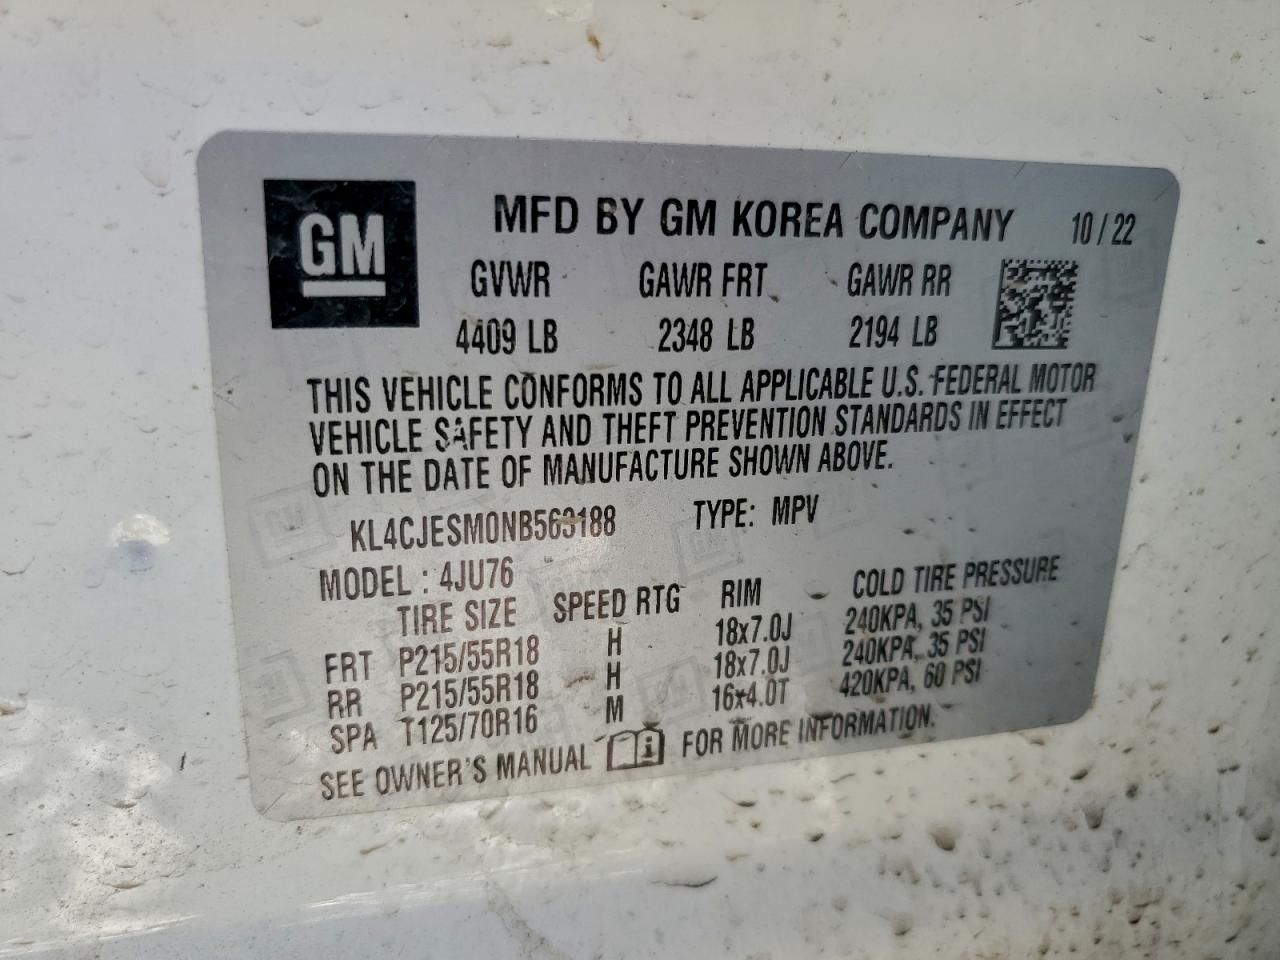 GM
MFD BY GM KOREA COMPANY 10/22
GVWR GAWR FRT GAWR RR
4409 LB 2348 LB 2194 LB
THIS VEHICLE CONFORMS TO ALL APPLICABLE U.S. FEDERAL MOTOR
VEHICLE SAFETY AND THEFT PREVENTION STANDARDS IN EFFECT
ON THE DATE OF MANUFACTURE SHOWN ABOVE.
TYPE: MPV
MODEL : 4JU76
TIRE SIZE SPEED RTG RIM COLD TIRE PRESSURE
FRT P215/55R18 H 18x7.0J 240KPA, 35 PSI
RR P215/55R18 H 18x7.0J 240KPA, 35 PSI
SPA T125/70R16 M 16x4.0T 420KPA, 60 PSI
SEE OWNER'S MANUAL FOR MORE INFORMATION.